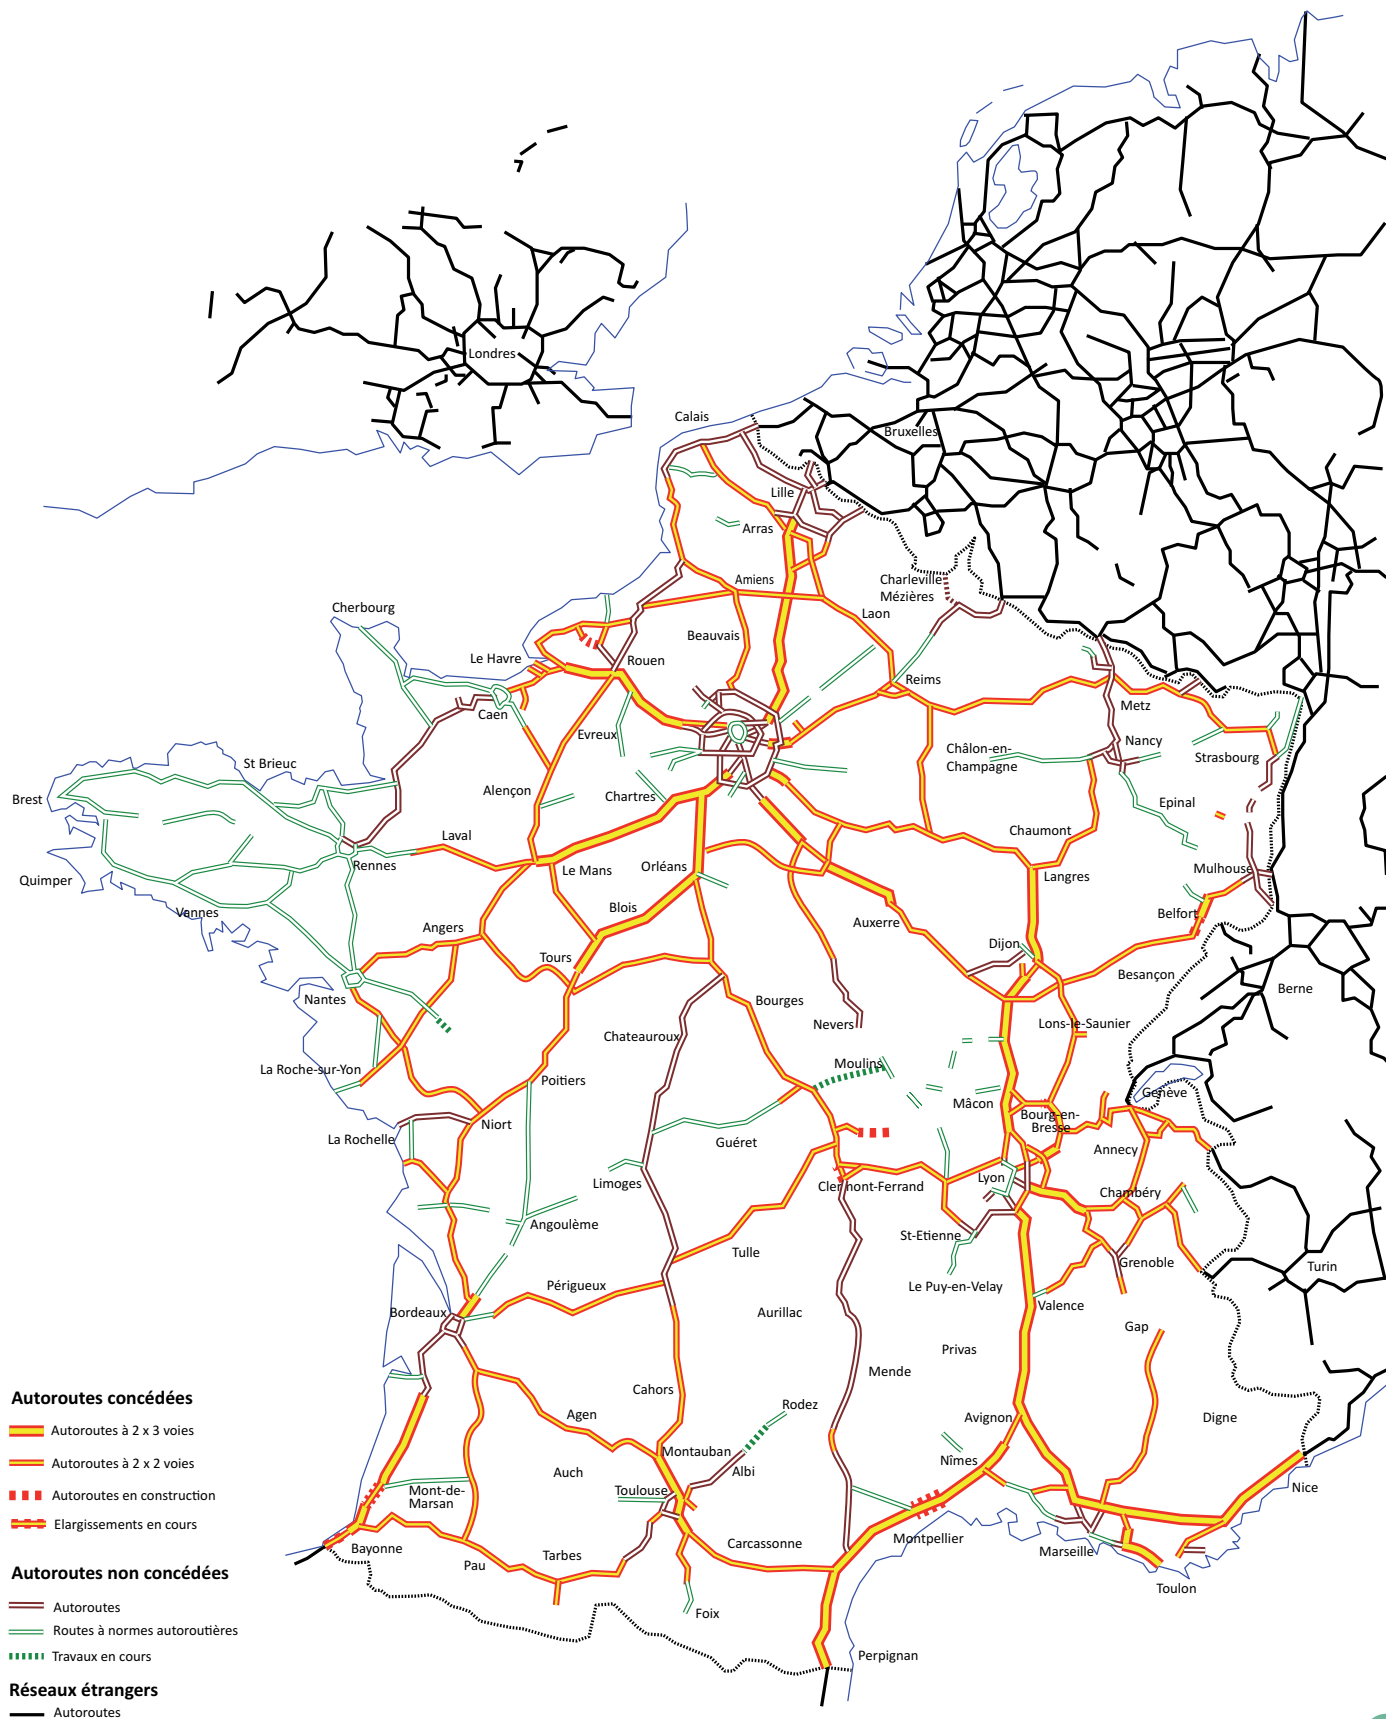 Londres
Calais
Bruxelles
Lille
Arras
Amiens
Charleville
Mézières
Cherbourg
Laon
Beauvais
Le Havre
Rouen
Reims
Metz
Caen
Evreux
Nancy
Châlon-en-
Champagne
Strasbourg
St Brieuc
Alençon
Chartres
Brest
Epinal
Laval
Chaumont
Rennes
Le Mans
Orléans
Langres
Mulhouse
Quimper
Vannes
Blois
Auxerre
Belfort
Angers
Tours
Dijon
Besançon
Nantes
Bourges
Berne
Nevers
Lons-le-Saunier
Chateauroux
La Roche-sur-Yon
Moulins
Poitiers
Genève
Mâcon
Bourg-en-
Bresse
Niort
La Rochelle
Guéret
Annecy
Limoges
Clermont-Ferrand
Lyon
Chambéry
Angoulême
St-Etienne
Tulle
Grenoble
Turin
Périgueux
Le Puy-en-Velay
Valence
Bordeaux
Aurillac
Gap
Privas
Mende
Cahors
Autoroutes concédées
Rodez
Agen
Avignon
Digne
Autoroutes à 2 x 3 voies
Montauban
Autoroutes à 2 x 2 voies
Auch
Albi
Nîmes
Toulouse
Mont-de-
Marsan
Nice
Autoroutes en construction
Elargissements en cours
Bayonne
Carcassonne
Montpellier
Marseille
Pau
Tarbes
Autoroutes non concédées
Toulon
Autoroutes
Foix
Routes à normes autoroutières
Travaux en cours
Perpignan
Réseaux étrangers
Autoroutes